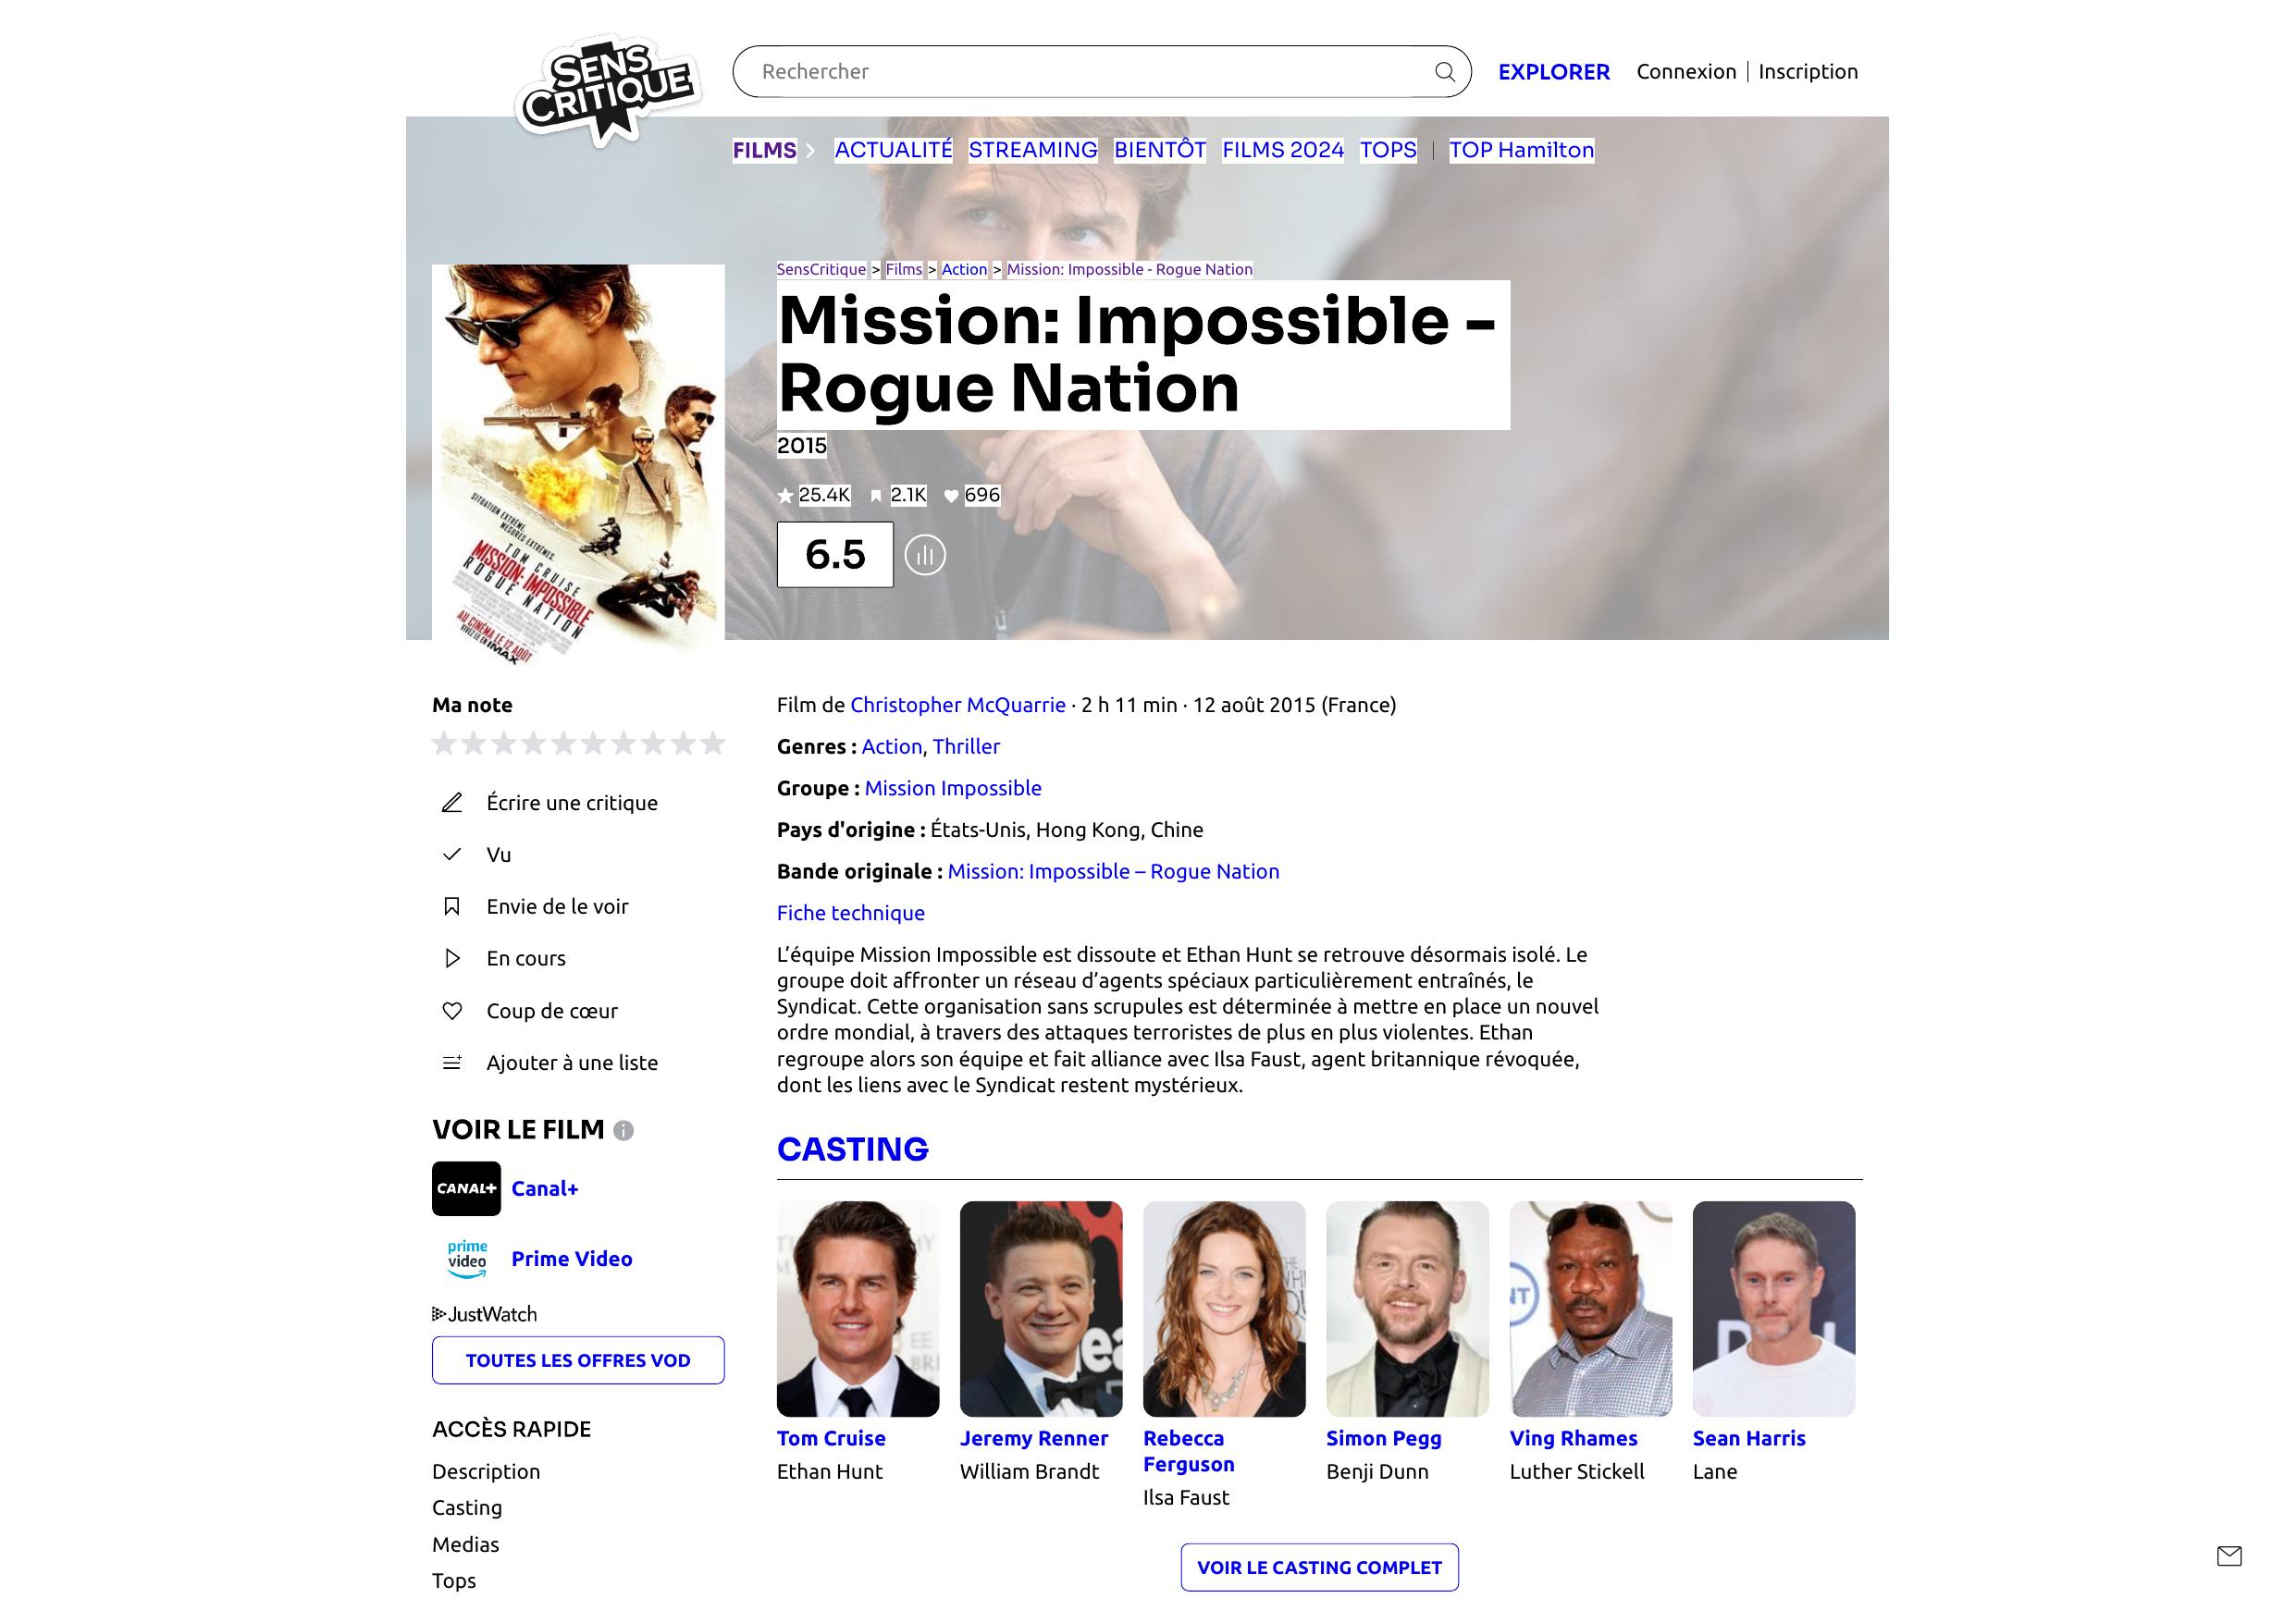 SENS
CRITIQUE
Rechercher
EXPLORER
Connexion | Inscription
FILMS
ACTUALITÉ
STREAMING
BIENTÔT
FILMS 2024
TOPS
|
TOP Hamilton
SensCritique > Films > Action > Mission: Impossible - Rogue Nation
Mission: Impossible -
Rogue Nation
2015
25.4K
2.1K
696
6.5
SITUATION EXTRÊME.
MESURES EXTRÊMES.
TOM CRUISE
MISSION: IMPOSSIBLE
ROGUE NATION
AU CINÉMA LE 12 AOÛT
VIVEZ LE EN IMAX
Ma note
Écrire une critique
Vu
Envie de le voir
En cours
Coup de cœur
Ajouter à une liste
VOIR LE FILM
CANAL+
Canal+
prime
video
Prime Video
JustWatch
TOUTES LES OFFRES VOD
ACCÈS RAPIDE
Description
Casting
Medias
Tops
Film de Christopher McQuarrie · 2 h 11 min · 12 août 2015 (France)
Genres : Action, Thriller
Groupe : Mission Impossible
Pays d'origine : États-Unis, Hong Kong, Chine
Bande originale : Mission: Impossible – Rogue Nation
Fiche technique
L’équipe Mission Impossible est dissoute et Ethan Hunt se retrouve désormais isolé. Le
groupe doit affronter un réseau d’agents spéciaux particulièrement entraînés, le
Syndicat. Cette organisation sans scrupules est déterminée à mettre en place un nouvel
ordre mondial, à travers des attaques terroristes de plus en plus violentes. Ethan
regroupe alors son équipe et fait alliance avec Ilsa Faust, agent britannique révoquée,
dont les liens avec le Syndicat restent mystérieux.
CASTING
Tom Cruise
Ethan Hunt
Jeremy Renner
William Brandt
Rebecca
Ferguson
Ilsa Faust
Simon Pegg
Benji Dunn
Ving Rhames
Luther Stickell
Sean Harris
Lane
VOIR LE CASTING COMPLET